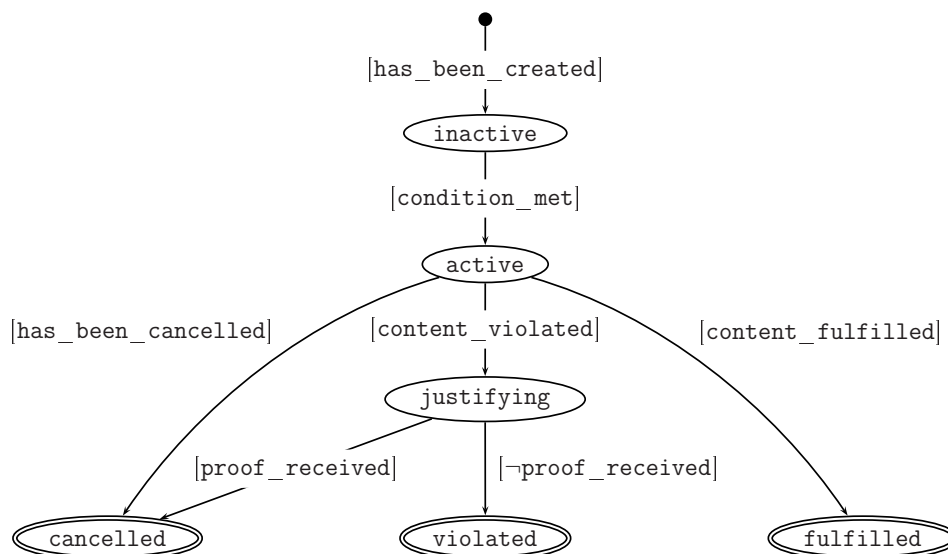 [has_been_created]
inactive
[condition_met]
active
[has_been_cancelled] [content_violated] [content_fulfilled]
justifying
[proof_received] [¬proof_received]
cancelled violated fulfilled